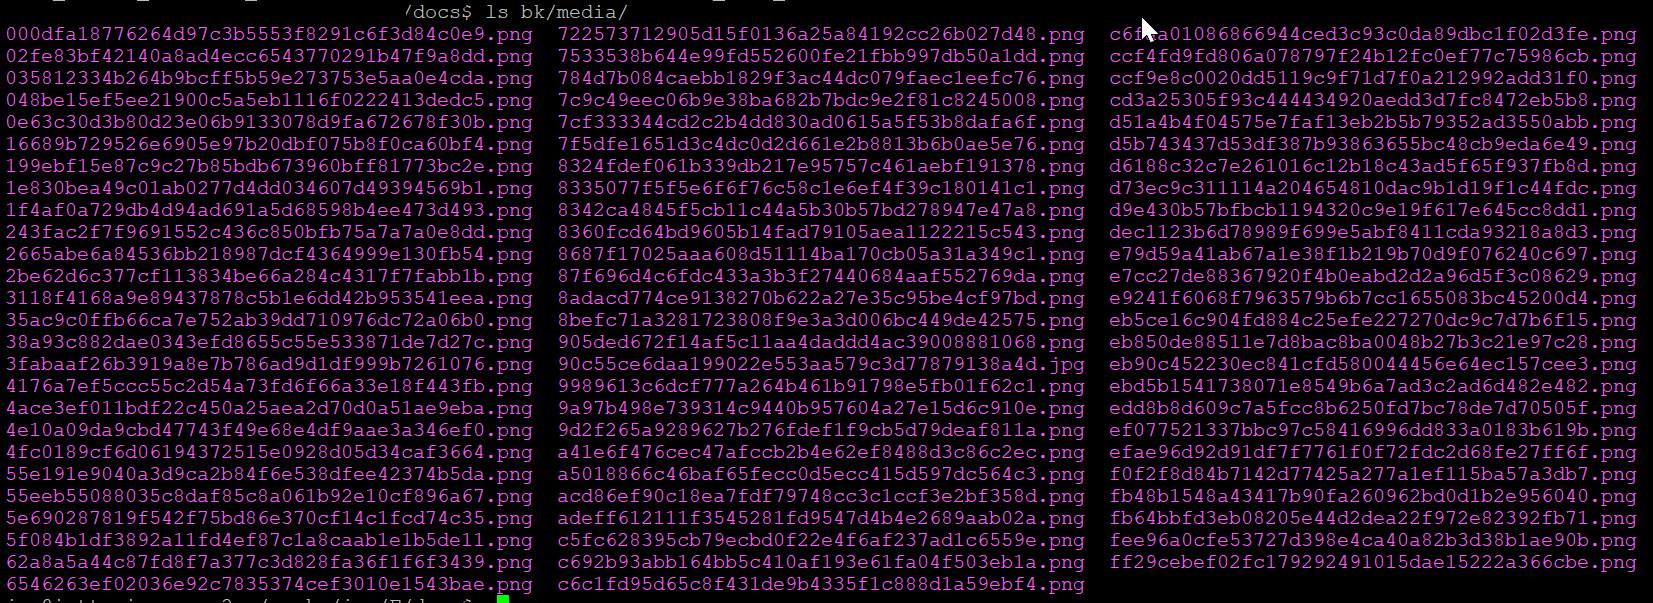 /docs$ ls bk/media/
000dfa18776264d97c3b5553f8291c6f3d84c0e9.png 722573712905d15f0136a25a84192cc26b027d48.png
02fe83bf42140a8ad4ecc6543770291b47f9a8dd.png 7533538b644e99fd552600fe21fbb997db50a1dd.png ccf4fd9fd806a078797f24b12fc0ef77c75986cb.png
035812334b264b9bcff5b59e273753e5aa0e4cda.png 784d7b084caebb1829f3ac44dc079faec1eefc76.png ccf9e8c0020dd5119c9f71d7f0a212992add31f0.png
048be15ef5ee21900c5a5eb1116f0222413dedc5.png 7c9c49eec06b9e38ba682b7bdc9e2f81c8245008.png cd3a25305f93c444434920aedd3d7fc8472eb5b8.png
0e63c30d3b80d23e06b9133078d9fa672678f30b.png 7cf333344cd2c2b4dd830ad0615a5f53b8dafa6f.png d51a4b4f04575e7faf13eb2b5b79352ad3550abb.png
16689b729526e6905e97b20dbf075b8f0ca60bf4.png 7f5dfe1651d3c4dc0d2d661e2b8813b6b0ae5e76.png d5b743437d53df387b93863655bc48cb9eda6e49.png
199ebf15e87c9c27b85bdb673960bff81773bc2e.png 8324fdef061b339db217e95757c461aebf191378.png d6188c32c7e261016c12b18c43ad5f65f937fb8d.png
1e830bea49c01ab0277d4dd034607d49394569b1.png 8335077f5f5e6f6f76c58c1e6ef4f39c180141c1.png d73ec9c311114a204654810dac9b1d19f1c44fdc.png
1f4af0a729db4d94ad691a5d68598b4ee473d493.png 8342ca4845f5cb11c44a5b30b57bd278947e47a8.png d9e430b57bfbcb1194320c9e19f617e645cc8dd1.png
243fac2f7f9691552c436c850bfb75a7a7a0e8dd.png 8360fcd64bd9605b14fad79105aea1122215c543.png dec1123b6d78989f699e5abf8411cda93218a8d3.png
2665abe6a84536bb218987dcf4364999e130fb54.png 8687f17025aaa608d51114ba170cb05a31a349c1.png e79d59a41ab67a1e38f1b219b70d9f076240c697.png
2be62d6c377cf113834be66a284c4317f7fabb1b.png 87f696d4c6fdc433a3b3f27440684aaf552769da.png e7cc27de88367920f4b0eabd2d2a96d5f3c08629.png
3118f4168a9e89437878c5b1e6dd42b953541eea.png 8adacd774ce9138270b622a27e35c95be4cf97bd.png e9241f6068f7963579b6b7cc1655083bc45200d4.png
35ac9c0ffb66ca7e752ab39dd710976dc72a06b0.png 8befc71a3281723808f9e3a3d006bc449de42575.png eb5ce16c904fd884c25efe227270dc9c7d7b6f15.png
38a93c882dae0343efd8655c55e533871de7d27c.png 905ded672f14af5c11aa4daddd4ac39008881068.png eb850de88511e7d8bac8ba0048b27b3c21e97c28.png
3fabaaf26b3919a8e7b786ad9d1df999b7261076.png 90c55ce6daa199022e553aa579c3d77879138a4d.jpg eb90c452230ec841cfd580044456e64ec157cee3.png
4176a7ef5ccc55c2d54a73fd6f66a33e18f443fb.png 9989613c6dcf777a264b461b91798e5fb01f62c1.png ebd5b1541738071e8549b6a7ad3c2ad6d482e482.png
4ace3ef011bdf22c450a25aea2d70d0a51ae9eba.png 9a97b498e739314c9440b957604a27e15d6c910e.png edd8b8d609c7a5fcc8b6250fd7bc78de7d70505f.png
4e10a09da9cbd47743f49e68e4df9aae3a346ef0.png 9d2f265a9289627b276fdef1f9cb5d79deaf811a.png ef077521337bbc97c58416996dd833a0183b619b.png
4fc0189cf6d06194372515e0928d05d34caf3664.png a41e6f476cec47afccb2b4e62ef8488d3c86c2ec.png efae96d92d91df7f7761f0f72fdc2d68fe27ff6f.png
55e191e9040a3d9ca2b84f6e538dfee42374b5da.png a5018866c46baf65fecc0d5ecc415d597dc564c3.png f0f2f8d84b7142d77425a277a1ef115ba57a3db7.png
55eeb55088035c8daf85c8a061b92e10cf896a67.png acd86ef90c18ea7fdf79748cc3c1ccf3e2bf358d.png fb48b1548a43417b90fa260962bd0d1b2e956040.png
5e690287819f542f75bd86e370cf14c1fcd74c35.png adeff612111f3545281fd9547d4b4e2689aab02a.png fb64bbfd3eb08205e44d2dea22f972e82392fb71.png
5f084b1df3892a11fd4ef87c1a8caab1e1b5de11.png c5fc628395cb79ecbd0f22e4f6af237ad1c6559e.png fee96a0cfe53727d398e4ca40a82b3d38b1ae90b.png
62a8a5a44c87fd8f7a377c3d828fa36f1f6f3439.png c692b93abb164bb5c410af193e61fa04f503eb1a.png ff29cebef02fc179292491015dae15222a366cbe.png
6546263ef02036e92c7835374cef3010e1543bae.png c6c1fd95d65c8f431de9b4335f1c888d1a59ebf4.png